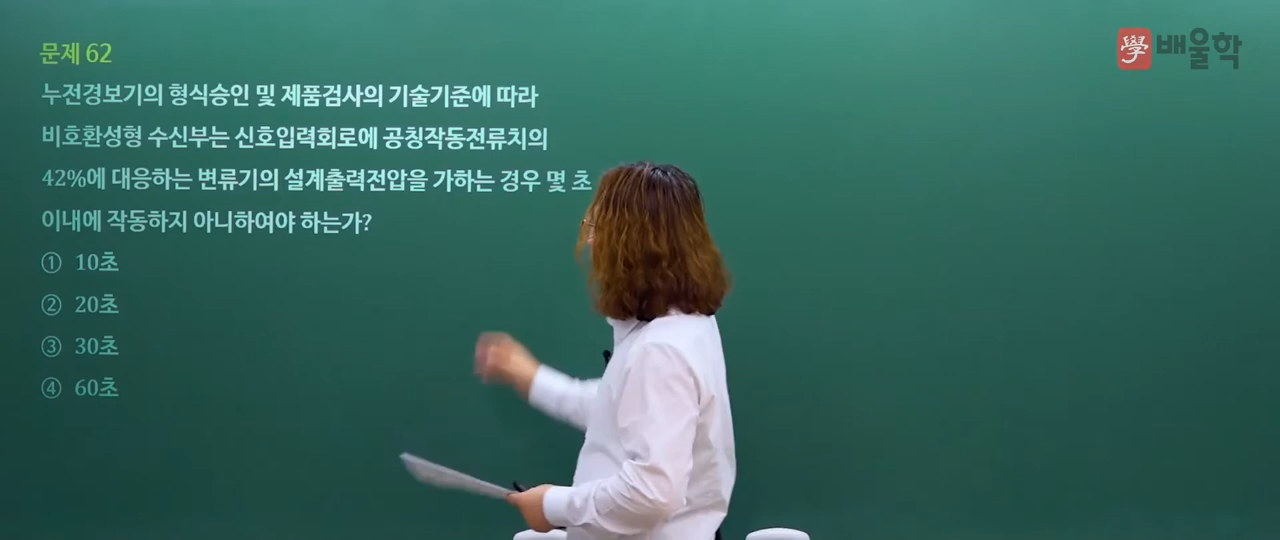 문제 62
學 배울학
누전경보기의 형식승인 및 제품검사의 기술기준에 따라
비호환성형 수신부는 신호입력회로에 공칭작동전류치의
42%에 대응하는 변류기의 설계출력전압을 가하는 경우 몇 초
이내에 작동하지 아니하여야 하는가?
① 10초
② 20초
③ 30초
④ 60초